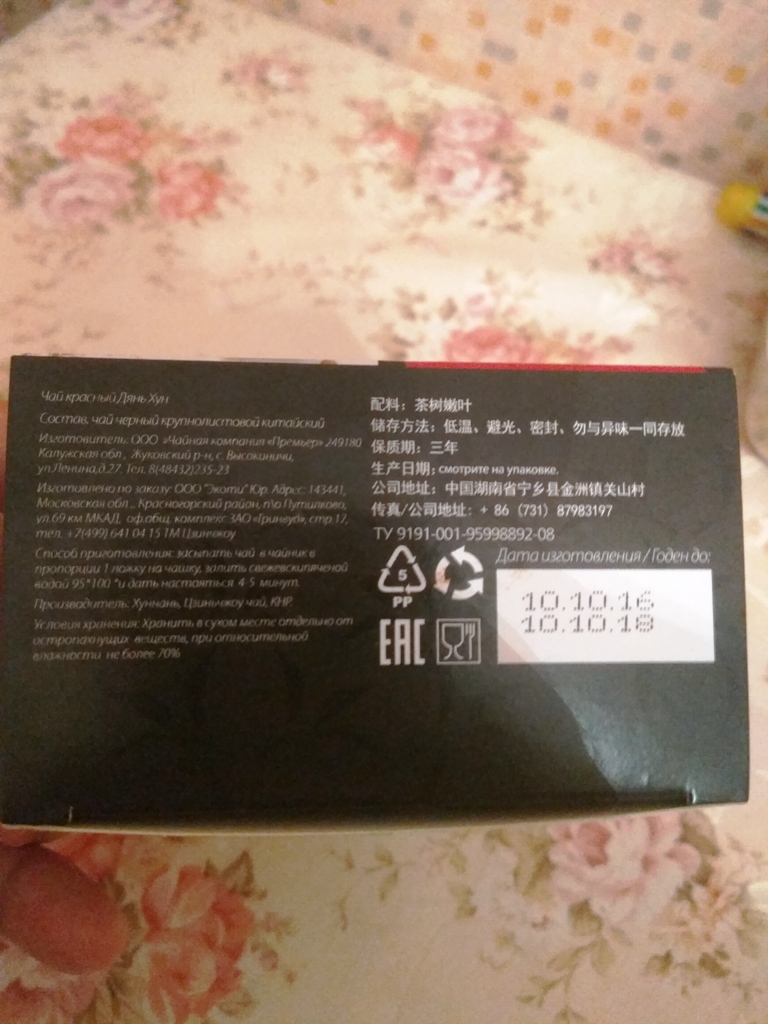 Чай красный Дянь Хун
Состав: чай черный крупнолистовой китайский
Изготовитель: ООО «Чайная компания «Премьер» 249180
Калужская обл., Жуковский р-н, с. Высокиничи,
ул.Ленина,д.27. Тел. 8(48432)235-23
Изготовлено по заказу: ООО "Экоти" Юр. Адрес: 143441,
Московская обл., Красногорский район, п\о Путилково,
ул.69 км МКАД, оф.общ. комплекс ЗАО «Гринвуд», стр.17,
тел. +7(499) 641 04 15 ТМ Цзиньчжоу
Способ приготовления: засыпать чай в чайник в
пропорции 1 ложку на чашку, залить свежевскипяченой
водой 95*100 °и дать настояться 4-5 минут.
Производитель: Хуннань, Цзиньчжоу чай, КНР.
Условия хранения: Хранить в сухом месте отдельно от
остропахнущих веществ, при относительной
влажности не более 70%
配料：茶树嫩叶
储存方法：低温、避光、密封、勿与异味一同存放
保质期：三年
生产日期：смотрите на упаковке.
公司地址：中国湖南省宁乡县金洲镇关山村
传真/公司地址：+ 86（731）87983197
ТУ 9191-001-95998892-08
5
PP
Дата изготовления / Годен до:
10.10.16
10.10.18
EAC